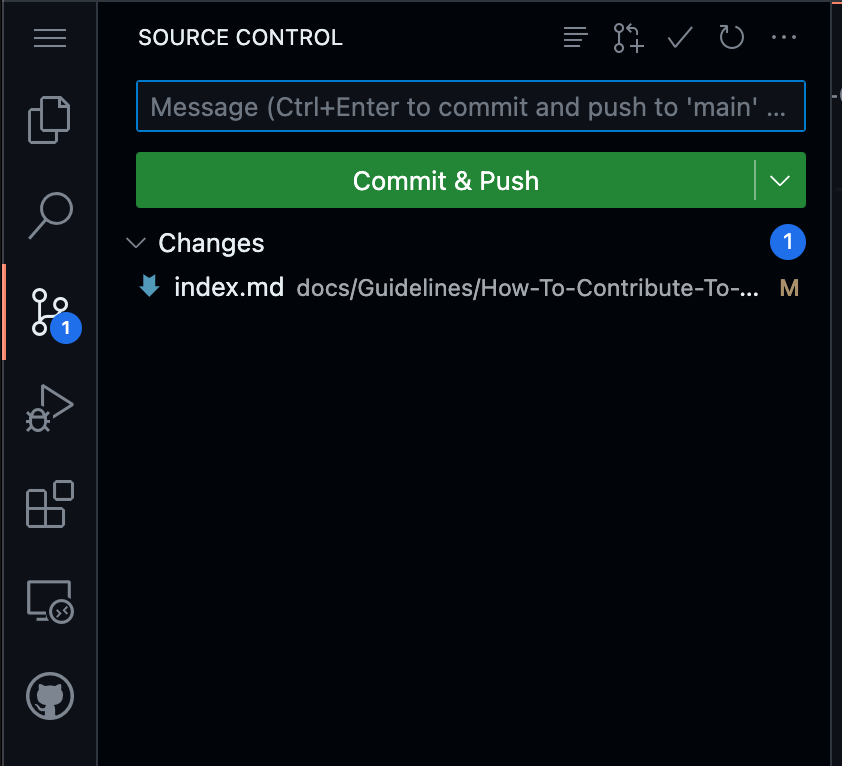 SOURCE CONTROL
Message (Ctrl+Enter to commit and push to 'main' ...
Commit & Push
Changes 1
index.md docs/Guidelines/How-To-Contribute-To-... M
1